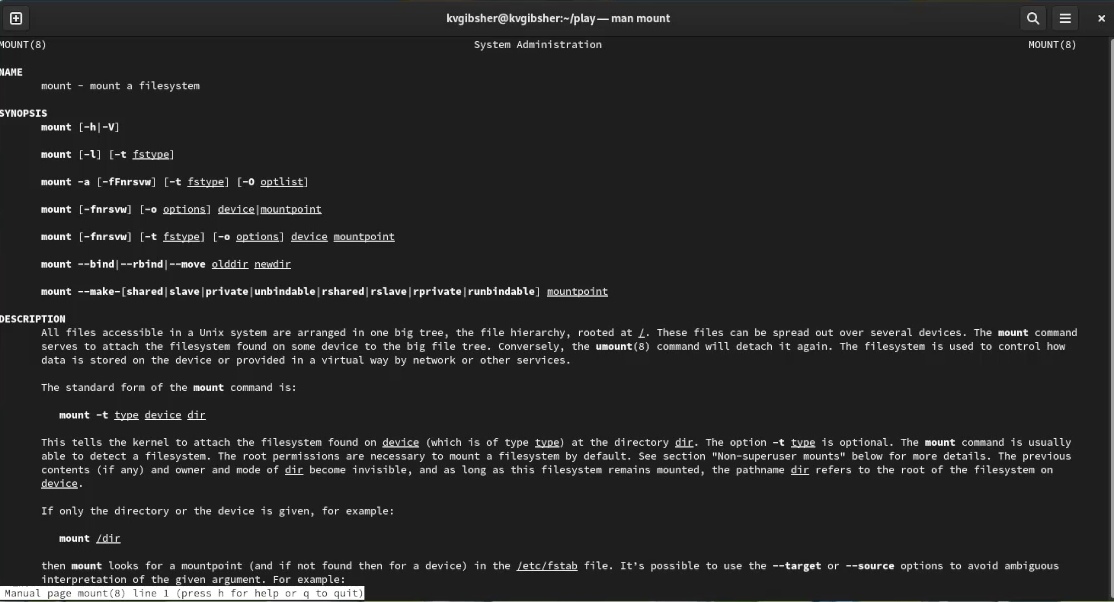 kvgibsher@kvgibsher:~/play — man mount
MOUNT(8) System Administration MOUNT(8)
NAME
mount - mount a filesystem
SYNOPSIS
mount [-h|-V]
mount [-l] [-t fstype]
mount -a [-fFnrsvw] [-t fstype] [-O optlist]
mount [-fnrsvw] [-o options] device|mountpoint
mount [-fnrsvw] [-t fstype] [-o options] device mountpoint
mount --bind|--rbind|--move olddir newdir
mount --make-[shared|slave|private|unbindable|rshared|rslave|rprivate|runbindable] mountpoint
DESCRIPTION
All files accessible in a Unix system are arranged in one big tree, the file hierarchy, rooted at /. These files can be spread out over several devices. The mount command
serves to attach the filesystem found on some device to the big file tree. Conversely, the umount(8) command will detach it again. The filesystem is used to control how
data is stored on the device or provided in a virtual way by network or other services.
The standard form of the mount command is:
mount -t type device dir
This tells the kernel to attach the filesystem found on device (which is of type type) at the directory dir. The option -t type is optional. The mount command is usually
able to detect a filesystem. The root permissions are necessary to mount a filesystem by default. See section "Non-superuser mounts" below for more details. The previous
contents (if any) and owner and mode of dir become invisible, and as long as this filesystem remains mounted, the pathname dir refers to the root of the filesystem on
device.
If only the directory or the device is given, for example:
mount /dir
then mount looks for a mountpoint (and if not found then for a device) in the /etc/fstab file. It's possible to use the --target or --source options to avoid ambiguous
interpretation of the given argument. For example:
Manual page mount(8) line 1 (press h for help or q to quit)